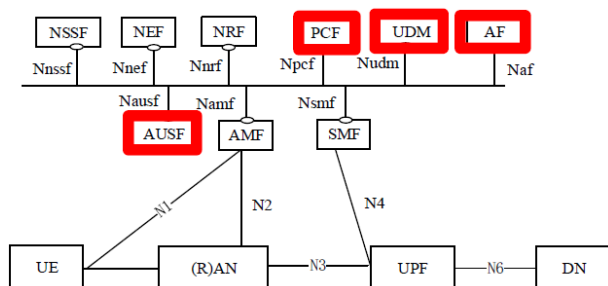 NSSF NEF NRF PCF UDM AF
Nnssf Nnef Nnrf Npcf Nudm Naf
Nausf Namf Nsmf
AUSF AMF SMF
N1 N2 N4
UE (R)AN N3 UPF N6 DN